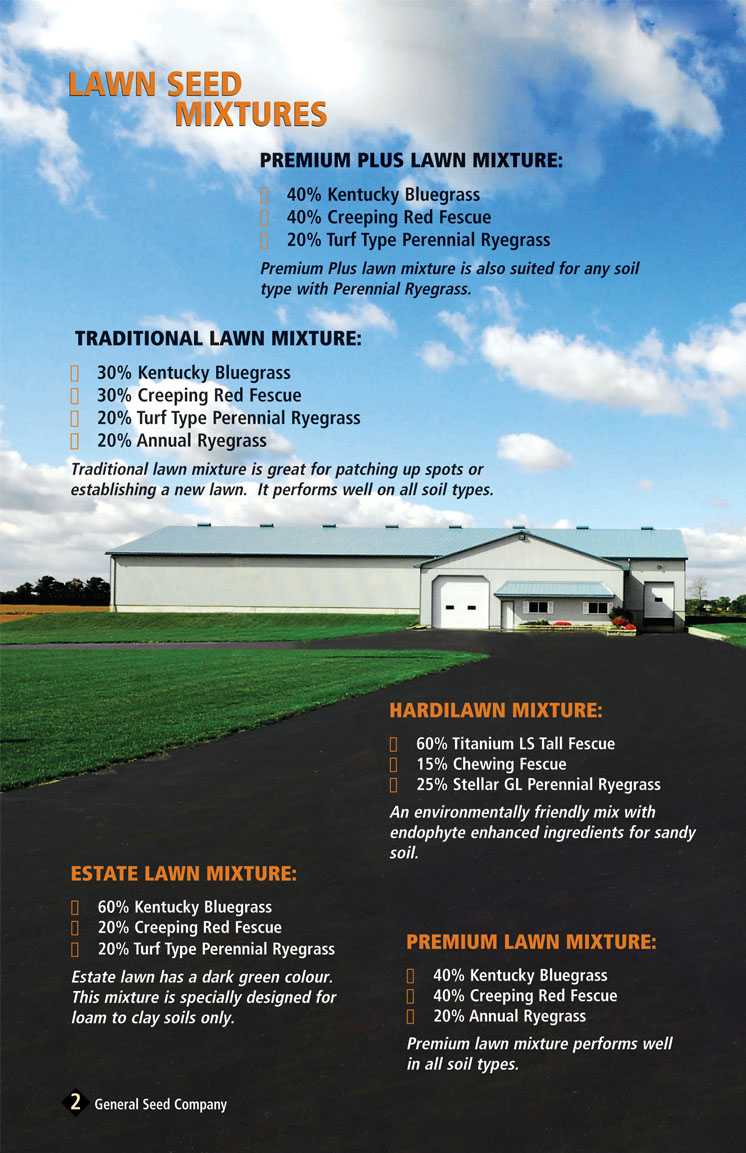 LAWN SEED
MIXTURES
PREMIUM PLUS LAWN MIXTURE:
40% Kentucky Bluegrass
40% Creeping Red Fescue
20% Turf Type Perennial Ryegrass
Premium Plus lawn mixture is also suited for any soil
type with Perennial Ryegrass.
TRADITIONAL LAWN MIXTURE:
30% Kentucky Bluegrass
30% Creeping Red Fescue
20% Turf Type Perennial Ryegrass
20% Annual Ryegrass
Traditional lawn mixture is great for patching up spots or
establishing a new lawn.  It performs well on all soil types.
HARDILAWN MIXTURE:
60% Titanium LS Tall Fescue
15% Chewing Fescue
25% Stellar GL Perennial Ryegrass
An environmentally friendly mix with
endophyte enhanced ingredients for sandy
soil.
ESTATE LAWN MIXTURE:
60% Kentucky Bluegrass
20% Creeping Red Fescue
20% Turf Type Perennial Ryegrass
Estate lawn has a dark green colour.
This mixture is specially designed for
loam to clay soils only.
PREMIUM LAWN MIXTURE:
40% Kentucky Bluegrass
40% Creeping Red Fescue
20% Annual Ryegrass
Premium lawn mixture performs well
in all soil types.
2 General Seed Company